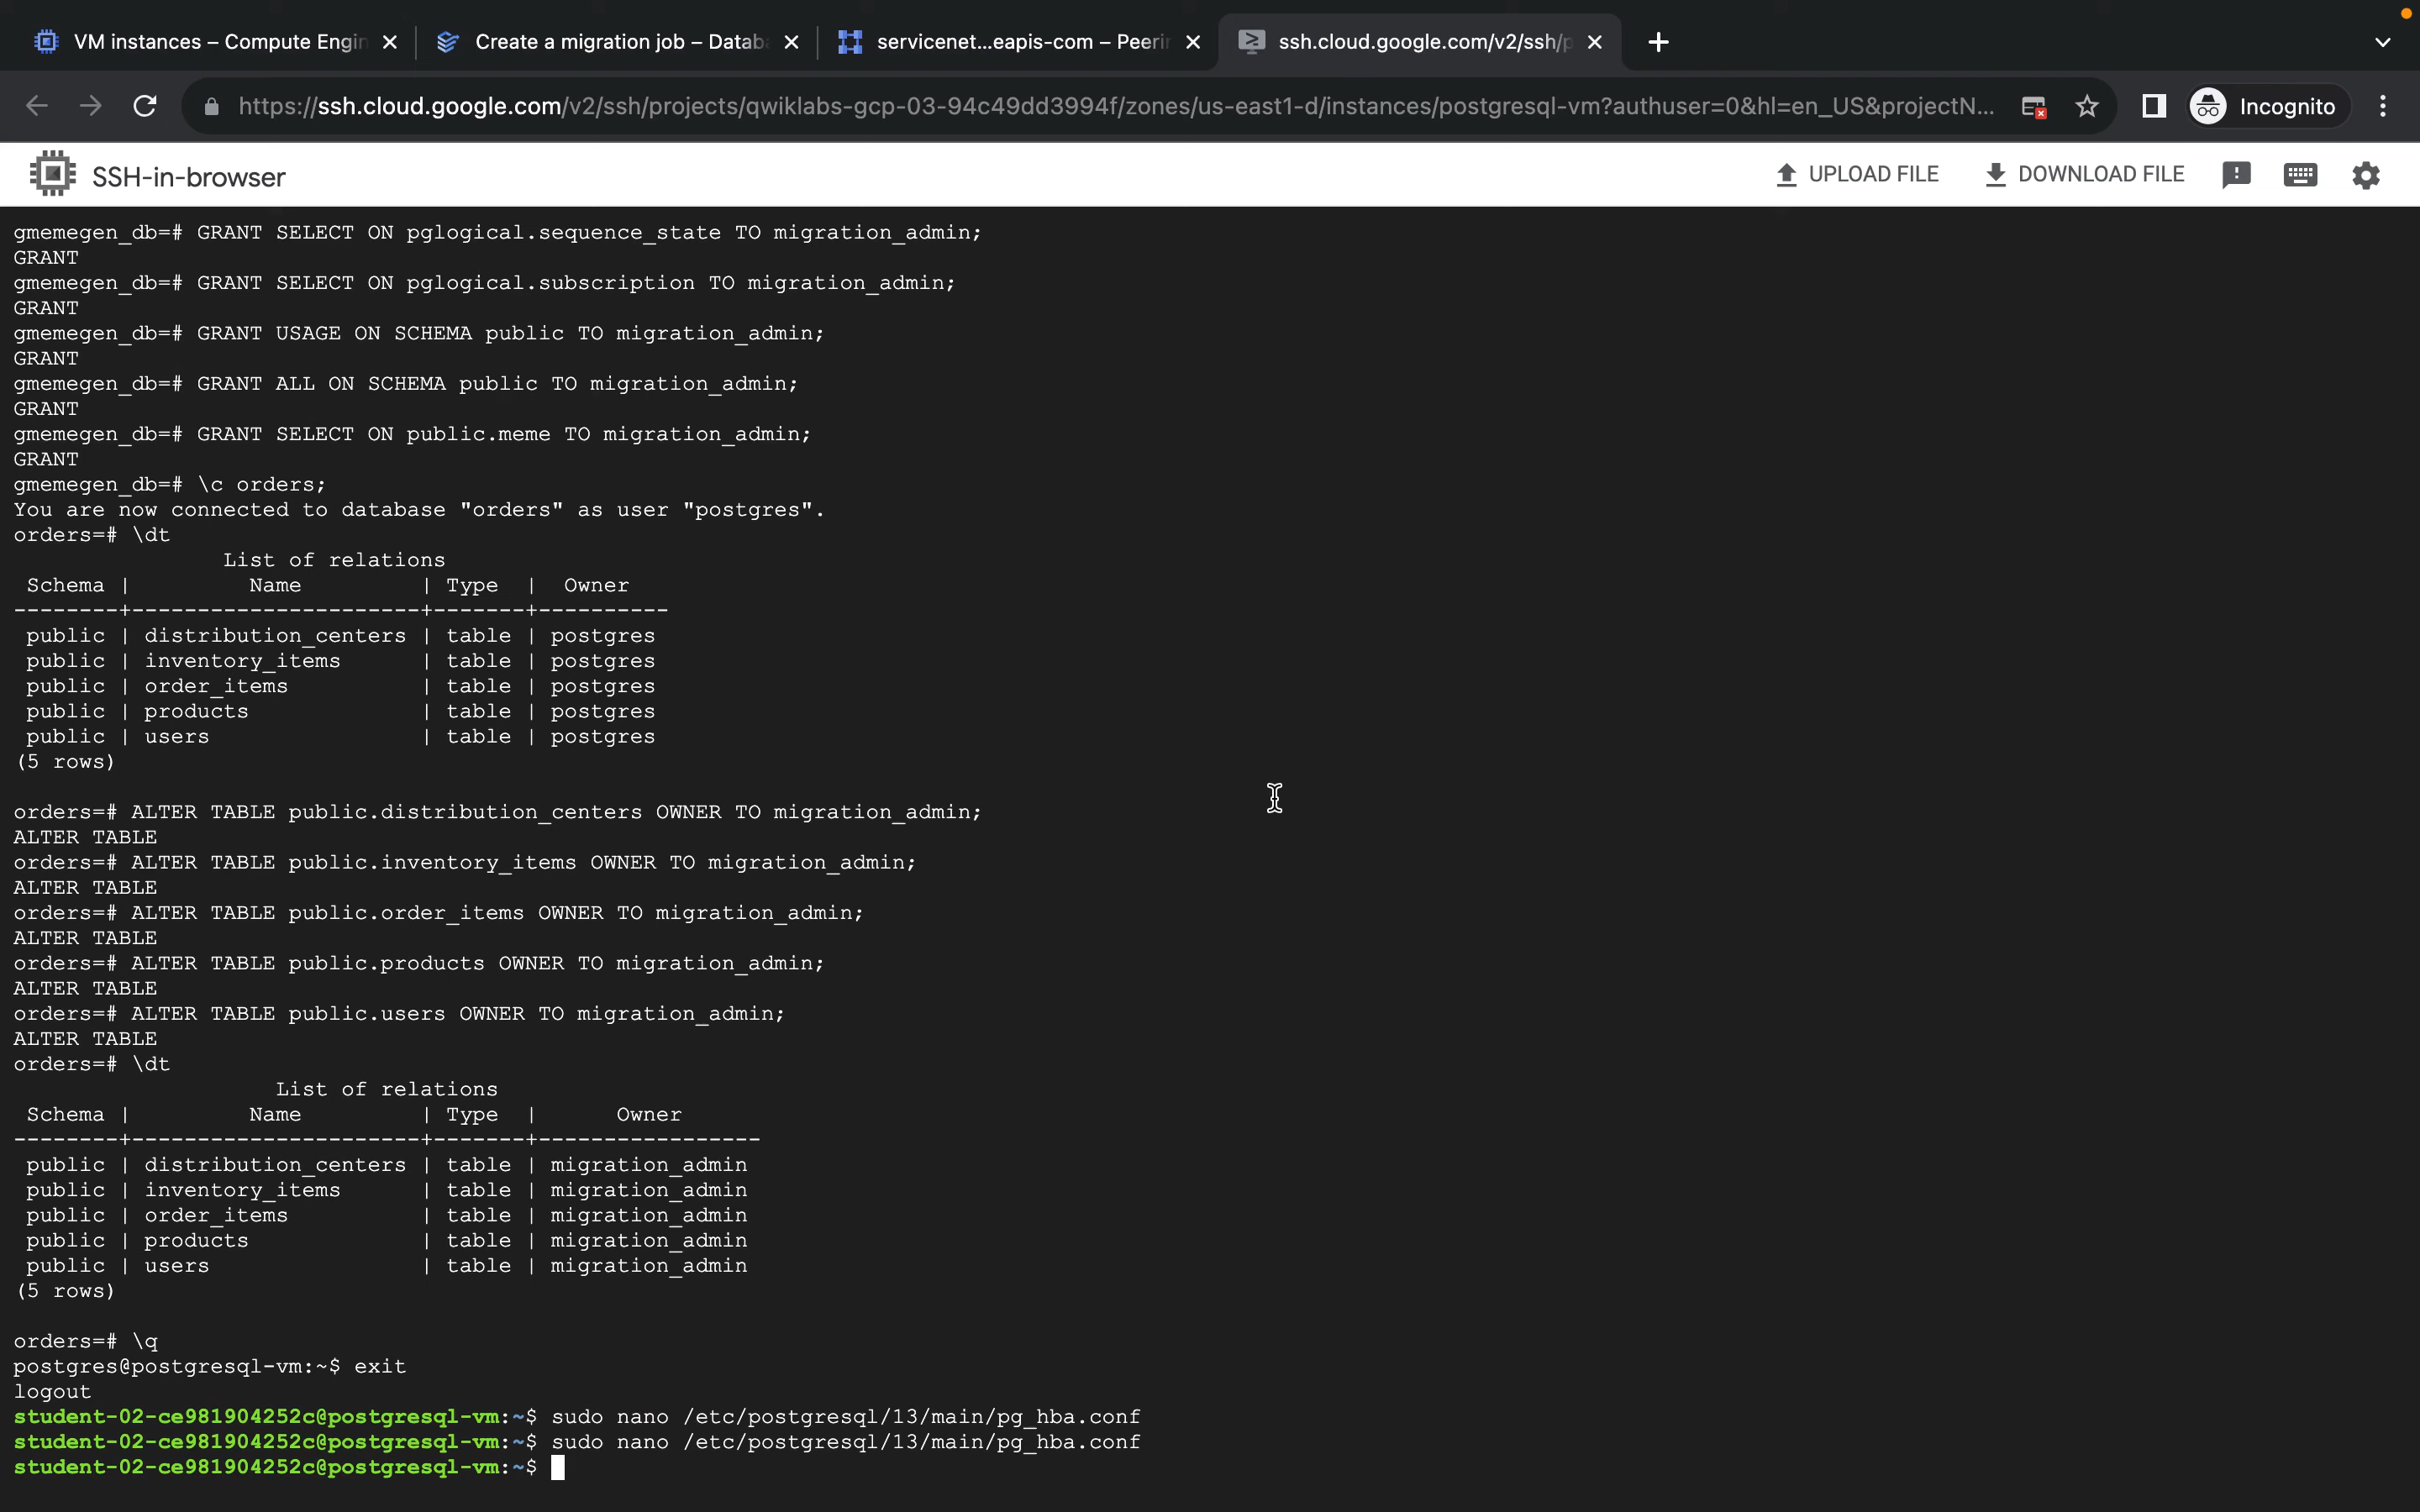 VM instances – Compute Engin
Create a migration job – Datab
servicenet...eapis-com – Peerin
ssh.cloud.google.com/v2/ssh/p
https://ssh.cloud.google.com/v2/ssh/projects/qwiklabs-gcp-03-94c49dd3994f/zones/us-east1-d/instances/postgresql-vm?authuser=0&hl=en_US&projectN...
Incognito
SSH-in-browser
UPLOAD FILE
DOWNLOAD FILE
gmemegen_db=# GRANT SELECT ON pglogical.sequence_state TO migration_admin;
GRANT
gmemegen_db=# GRANT SELECT ON pglogical.subscription TO migration_admin;
GRANT
gmemegen_db=# GRANT USAGE ON SCHEMA public TO migration_admin;
GRANT
gmemegen_db=# GRANT ALL ON SCHEMA public TO migration_admin;
GRANT
gmemegen_db=# GRANT SELECT ON public.meme TO migration_admin;
GRANT
gmemegen_db=# \c orders;
You are now connected to database "orders" as user "postgres".
orders=# \dt
List of relations
Schema | Name | Type | Owner
--------+----------------------+-------+----------
public | distribution_centers | table | postgres
public | inventory_items | table | postgres
public | order_items | table | postgres
public | products | table | postgres
public | users | table | postgres
(5 rows)
orders=# ALTER TABLE public.distribution_centers OWNER TO migration_admin;
ALTER TABLE
orders=# ALTER TABLE public.inventory_items OWNER TO migration_admin;
ALTER TABLE
orders=# ALTER TABLE public.order_items OWNER TO migration_admin;
ALTER TABLE
orders=# ALTER TABLE public.products OWNER TO migration_admin;
ALTER TABLE
orders=# ALTER TABLE public.users OWNER TO migration_admin;
ALTER TABLE
orders=# \dt
List of relations
Schema | Name | Type | Owner
--------+----------------------+-------+-----------------
public | distribution_centers | table | migration_admin
public | inventory_items | table | migration_admin
public | order_items | table | migration_admin
public | products | table | migration_admin
public | users | table | migration_admin
(5 rows)
orders=# \q
postgres@postgresql-vm:~$ exit
logout
student-02-ce981904252c@postgresql-vm:~$ sudo nano /etc/postgresql/13/main/pg_hba.conf
student-02-ce981904252c@postgresql-vm:~$ sudo nano /etc/postgresql/13/main/pg_hba.conf
student-02-ce981904252c@postgresql-vm:~$